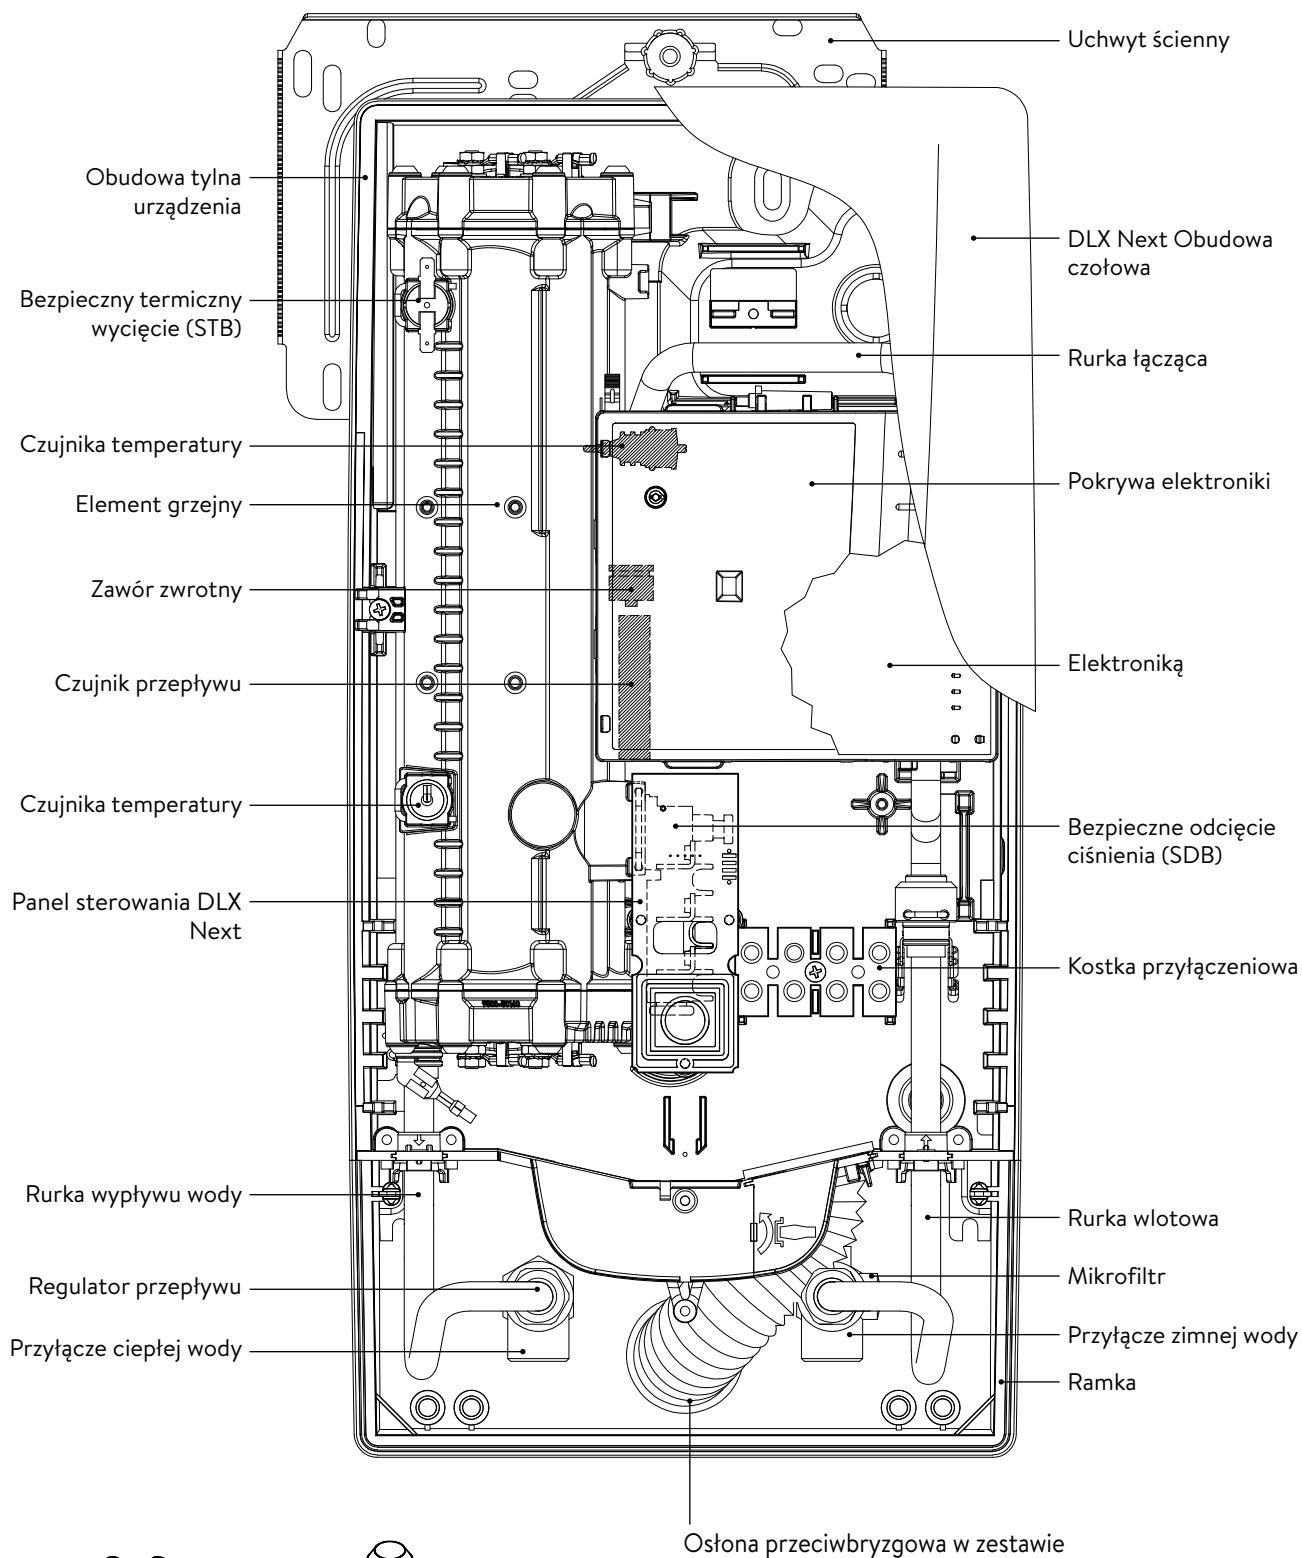 Uchwyt ścienny
Obudowa tylna
urządzenia
DLX Next Obudowa
czołowa
Bezpieczny termiczny
wycięcie (STB)
Rurka łącząca
Czujnika temperatury
Pokrywa elektroniki
Element grzejny
Zawór zwrotny
Elektroniką
Czujnik przepływu
Czujnika temperatury
Bezpieczne odcięcie
ciśnienia (SDB)
Panel sterowania DLX
Next
Kostka przyłączeniowa
Rurka wypływu wody
Rurka wlotowa
Regulator przepływu
Mikrofiltr
Przyłącze ciepłej wody
Przyłącze zimnej wody
Ramka
Osłona przeciwbryzgowa w zestawie